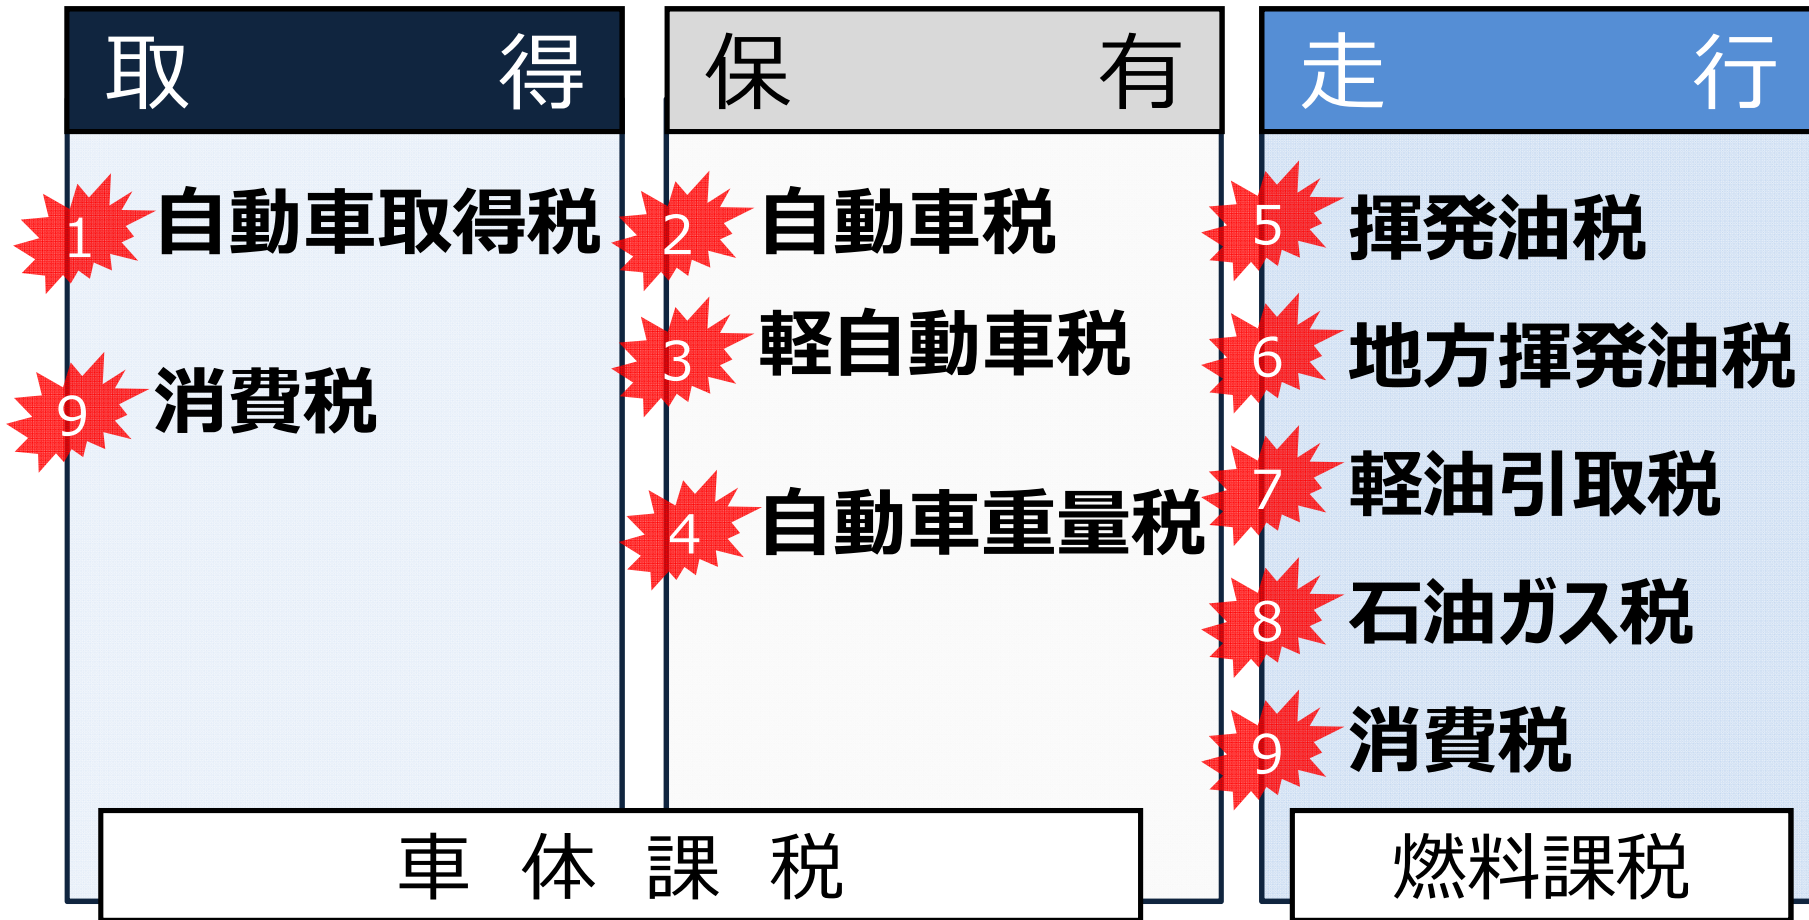 取得
1 自動車取得税
9 消費税
保有
2 自動車税
3 軽自動車税
4 自動車重量税
車体課税
走行
5 揮発油税
6 地方揮発油税
7 軽油引取税
8 石油ガス税
9 消費税
燃料課税